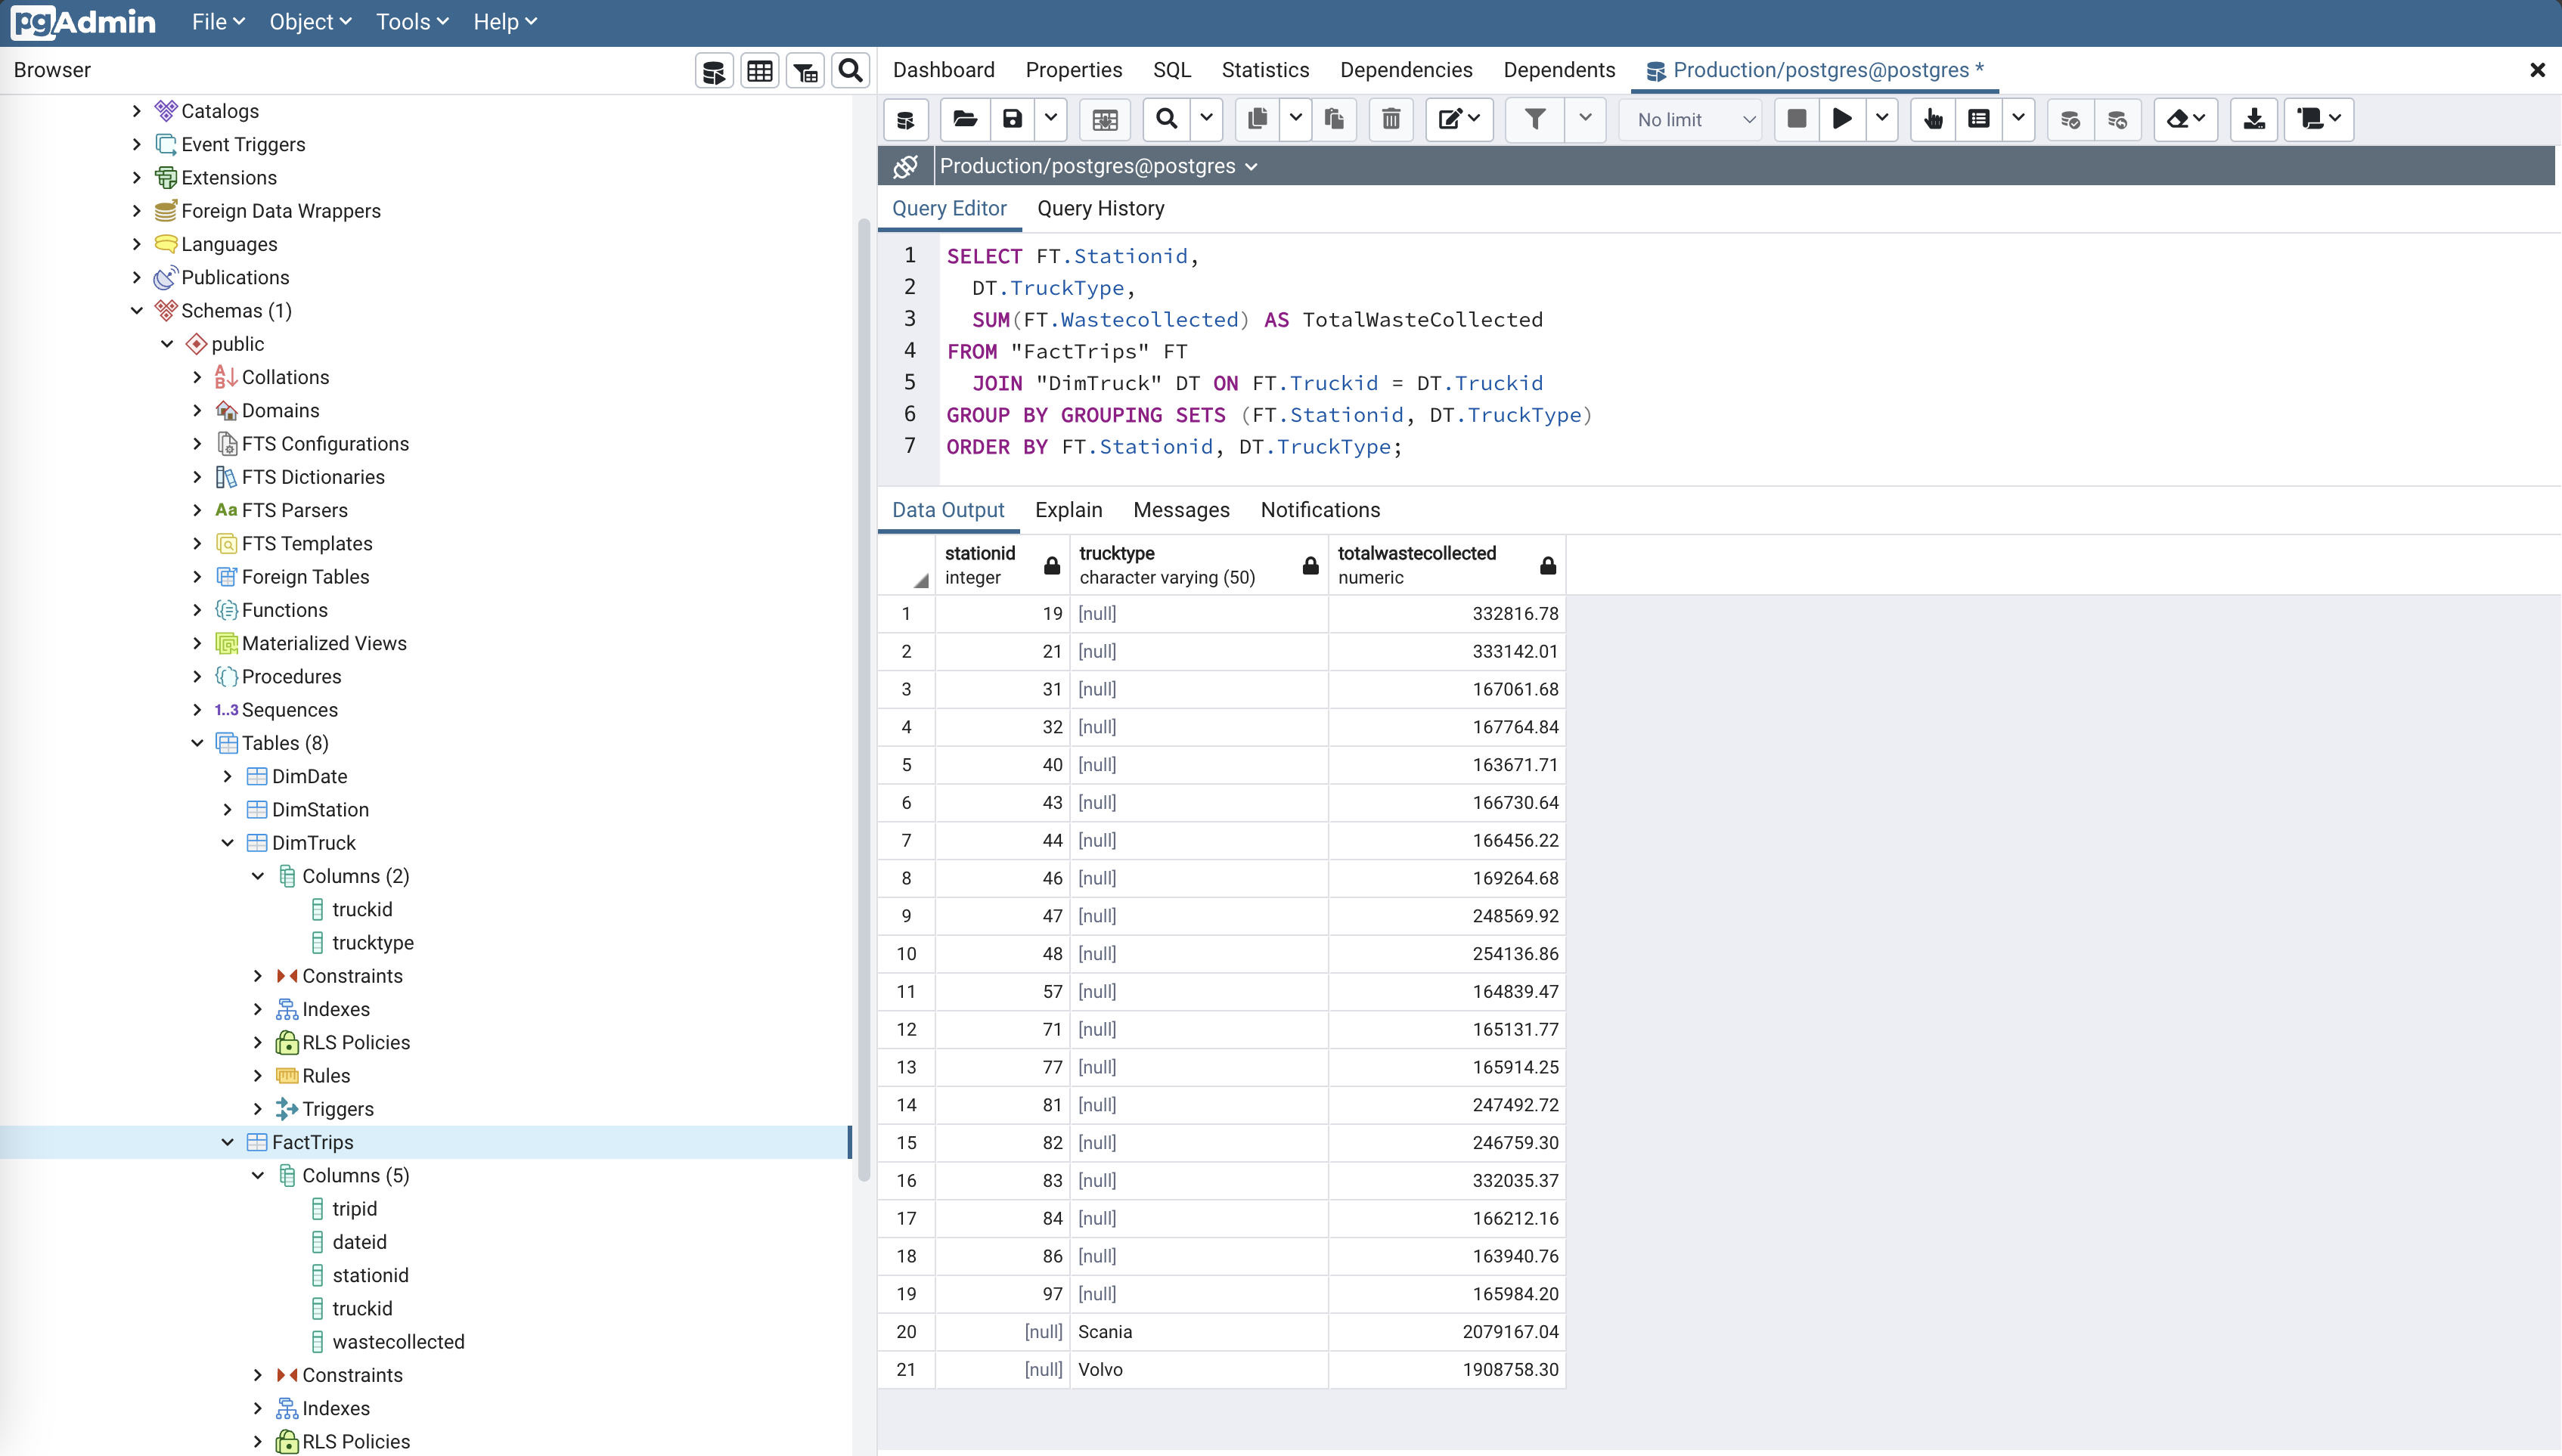 pgAdmin File Object Tools Help
Browser
Dashboard Properties SQL Statistics Dependencies Dependents Production/postgres@postgres *
No limit
Production/postgres@postgres
Query Editor Query History
Catalogs
Event Triggers
Extensions
Foreign Data Wrappers
Languages
Publications
Schemas (1)
public
Collations
Domains
FTS Configurations
FTS Dictionaries
Aa FTS Parsers
FTS Templates
Foreign Tables
Functions
Materialized Views
Procedures
1..3 Sequences
Tables (8)
DimDate
DimStation
DimTruck
Columns (2)
truckid
trucktype
Constraints
Indexes
RLS Policies
Rules
Triggers
FactTrips
Columns (5)
tripid
dateid
stationid
truckid
wastecollected
Constraints
Indexes
RLS Policies
1 SELECT FT.Stationid,
2 DT.TruckType,
3 SUM(FT.Wastecollected) AS TotalWasteCollected
4 FROM "FactTrips" FT
5 JOIN "DimTruck" DT ON FT.Truckid = DT.Truckid
6 GROUP BY GROUPING SETS (FT.Stationid, DT.TruckType)
7 ORDER BY FT.Stationid, DT.TruckType;
Data Output Explain Messages Notifications
stationid trucktype totalwastecollected
integer character varying (50) numeric
1 19 [null] 332816.78
2 21 [null] 333142.01
3 31 [null] 167061.68
4 32 [null] 167764.84
5 40 [null] 163671.71
6 43 [null] 166730.64
7 44 [null] 166456.22
8 46 [null] 169264.68
9 47 [null] 248569.92
10 48 [null] 254136.86
11 57 [null] 164839.47
12 71 [null] 165131.77
13 77 [null] 165914.25
14 81 [null] 247492.72
15 82 [null] 246759.30
16 83 [null] 332035.37
17 84 [null] 166212.16
18 86 [null] 163940.76
19 97 [null] 165984.20
20 [null] Scania 2079167.04
21 [null] Volvo 1908758.30